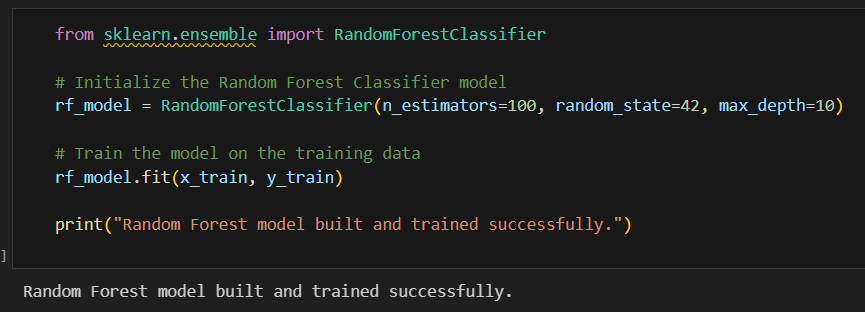 from sklearn.ensemble import RandomForestClassifier
# Initialize the Random Forest Classifier model
rf_model = RandomForestClassifier(n_estimators=100, random_state=42, max_depth=10)
# Train the model on the training data
rf_model.fit(x_train, y_train)
print("Random Forest model built and trained successfully.")
]
Random Forest model built and trained successfully.